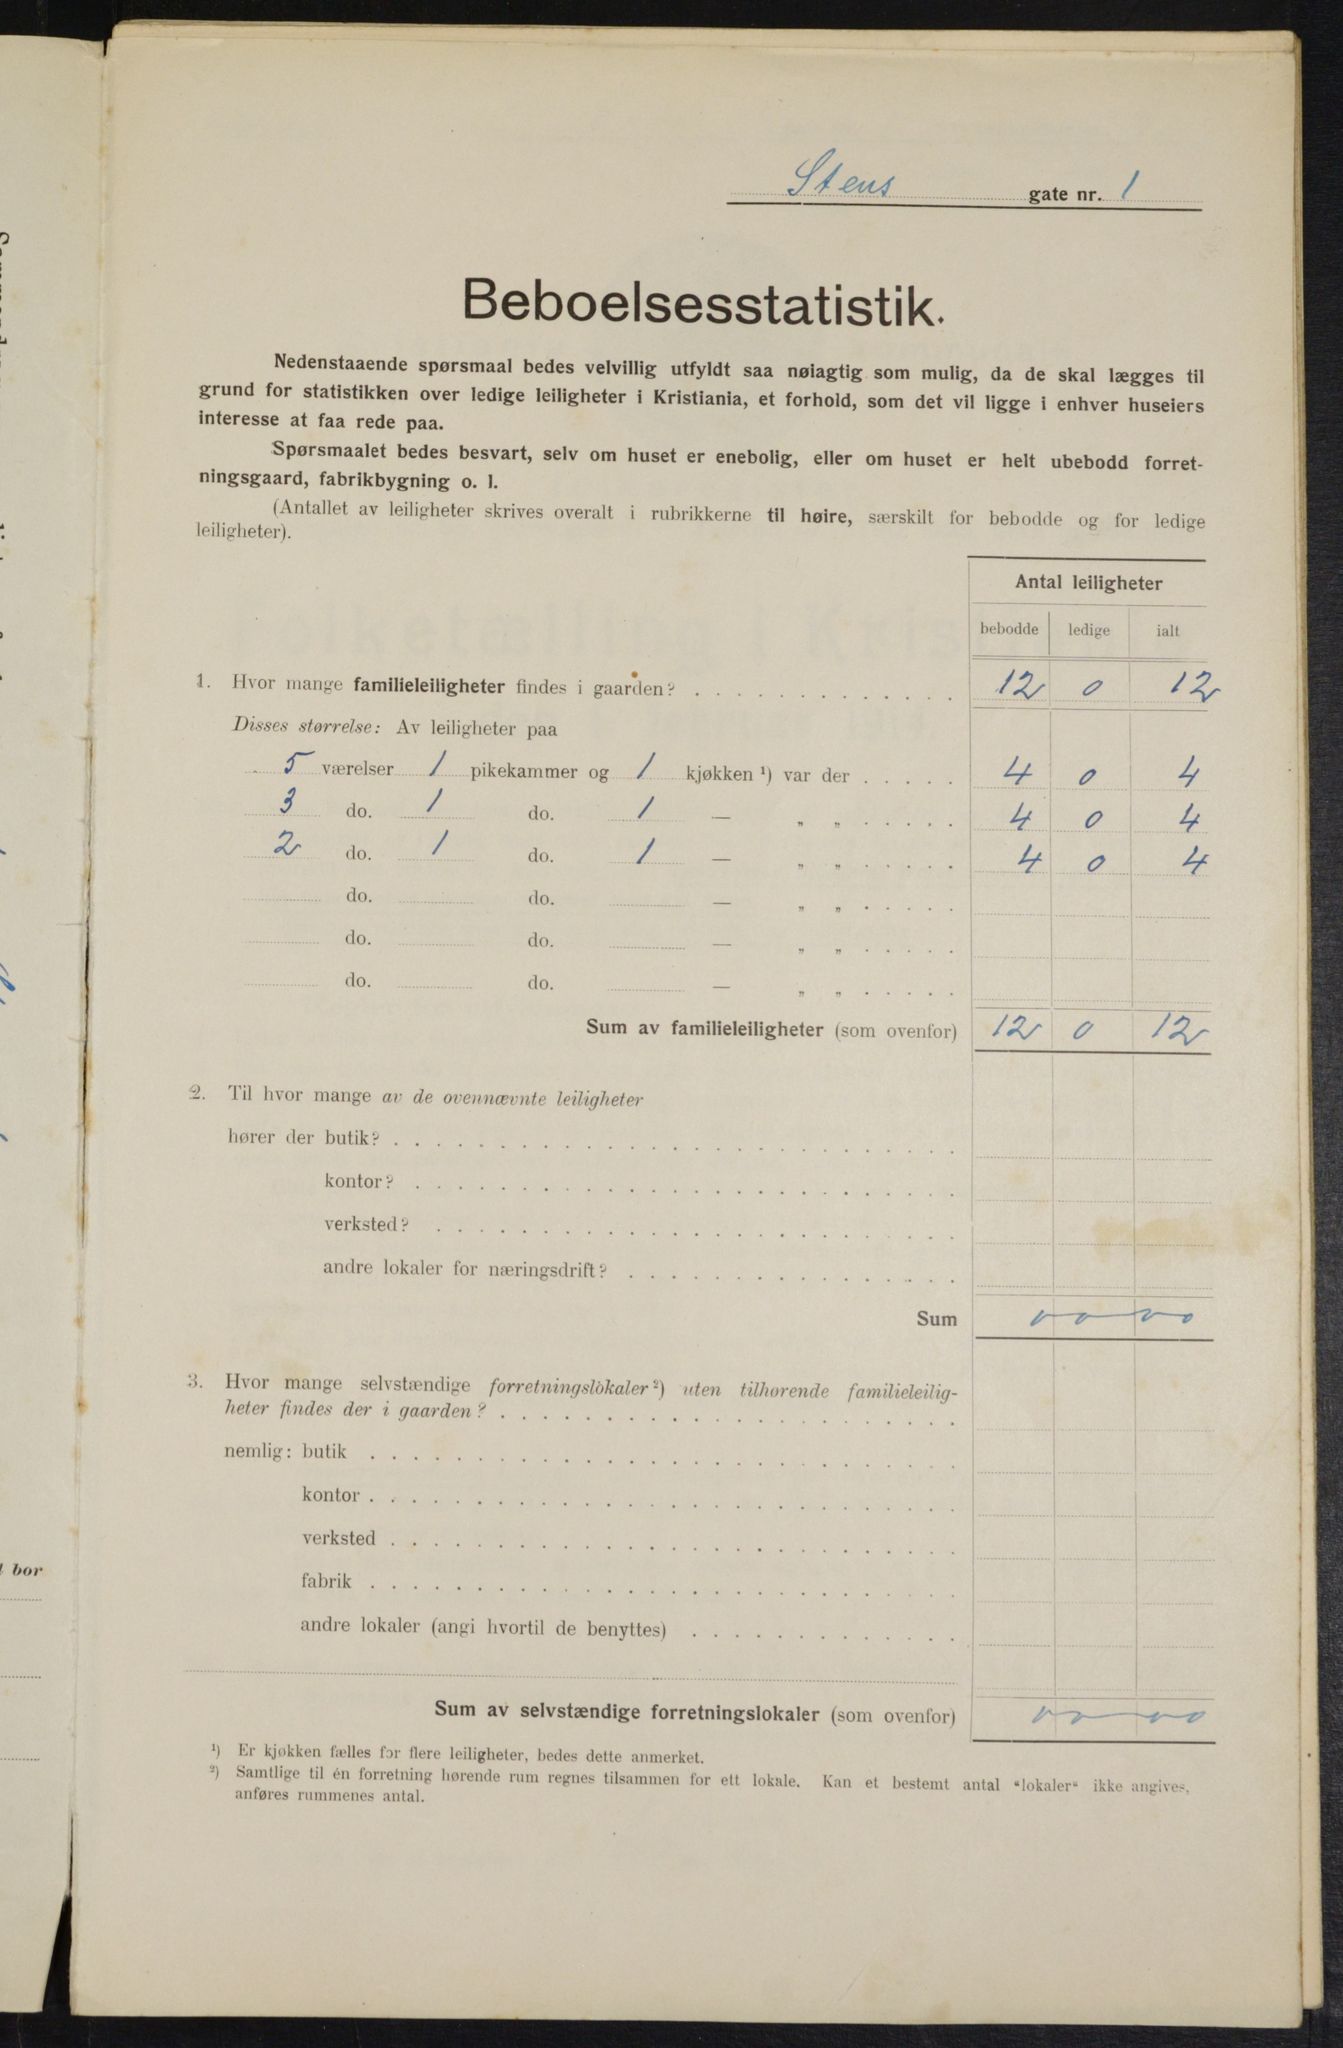 Stens gate nr. 1
Beboelsesstatistik.
Nedenstaaende spørsmaal bedes velvillig utfyldt saa nøiagtig som mulig, da de skal lægges til
grund for statistikken over ledige leiligheter i Kristiania, et forhold, som det vil ligge i enhver huseiers
interesse at faa rede paa.
Spørsmaalet bedes besvart, selv om huset er enebolig, eller om huset er helt ubebodd forret-
ningsgaard, fabrikbygning o. l.
(Antallet av leiligheter skrives overalt i rubrikkerne til høire, særskilt for bebodde og for ledige
leiligheter).
Antal leiligheter
bebodde ledige ialt
1. Hvor mange familieleiligheter findes i gaarden? 12 0 12
Disses størrelse: Av leiligheter paa
5 værelser 1 pikekammer og 1 kjøkken ¹) var der 4 0 4
3 do. 1 do. 1 — „ „ 4 0 4
2 do. 1 do. 1 — „ „ 4 0 4
do. do. — „ „
do. do. — „ „
do. do. — „ „
Sum av familieleiligheter (som ovenfor) 12 0 12
2. Til hvor mange av de ovennævnte leiligheter
hører der butik?
kontor?
verksted?
andre lokaler for næringsdrift?
Sum 00 00
3. Hvor mange selvstændige forretningslokaler ²) uten tilhørende familieleilig-
heter findes der i gaarden?
nemlig: butik
kontor
verksted
fabrik
andre lokaler (angi hvortil de benyttes)
Sum av selvstændige forretningslokaler (som ovenfor) 00 00
¹) Er kjøkken fælles for flere leiligheter, bedes dette anmerket.
²) Samtlige til én forretning hørende rum regnes tilsammen for ett lokale. Kan et bestemt antal "lokaler" ikke angives,
anføres rummenes antal.
bor